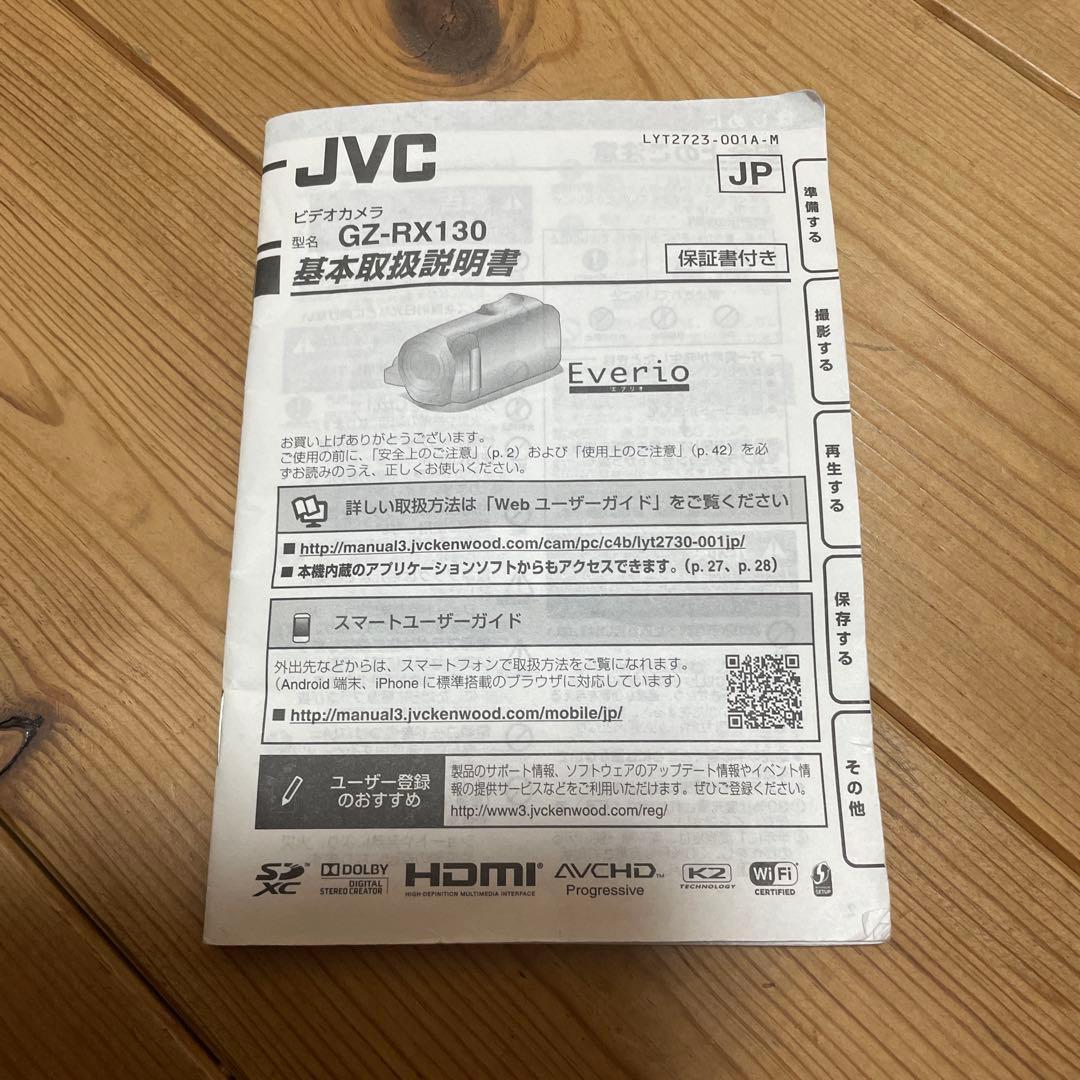 JVC
LYT2723-001A-M
JP
ビデオカメラ
型名 GZ-RX130
基本取扱説明書
保証書付き
Everio
エブリオ
お買い上げありがとうございます。
ご使用の前に、「安全上のご注意」(p. 2) および「使用上のご注意」(p. 42) を必
ずお読みのうえ、正しくお使いください。
詳しい取扱方法は「Web ユーザーガイド」をご覧ください
■ http://manual3.jvckenwood.com/cam/pc/c4b/lyt2730-001jp/
■ 本機内蔵のアプリケーションソフトからもアクセスできます。(p. 27、p. 28)
スマートユーザーガイド
外出先などからは、スマートフォンで取扱方法をご覧になれます。
(Android 端末、iPhone に標準搭載のブラウザに対応しています)
■ http://manual3.jvckenwood.com/mobile/jp/
ユーザー登録
のおすすめ
製品のサポート情報、ソフトウェアのアップデート情報やイベント情
報の提供サービスなどをご利用いただけます。ぜひご登録ください。
http://www3.jvckenwood.com/reg/
SD XC
DOLBY
DIGITAL
STEREO CREATOR
HDMI
HIGH-DEFINITION MULTIMEDIA INTERFACE
AVCHD™
Progressive
K2
TECHNOLOGY
Wi Fi
CERTIFIED
SETUP
準備する
撮影する
再生する
保存する
その他